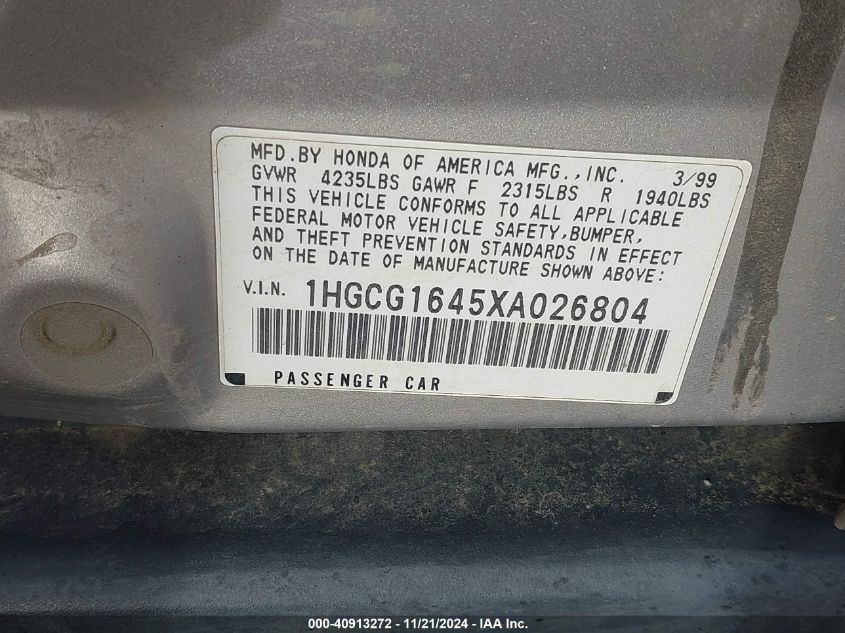 MFD.BY HONDA OF AMERICA MFG.,INC. 3/99
GVWR 4235LBS GAWR F 2315LBS R 1940LBS
THIS VEHICLE CONFORMS TO ALL APPLICABLE
FEDERAL MOTOR VEHICLE SAFETY,BUMPER,
AND THEFT PREVENTION STANDARDS IN EFFECT
ON THE DATE OF MANUFACTURE SHOWN ABOVE:
V.I.N. 1HGCG1645XA026804
PASSENGER CAR
000-40913272 - 11/21/2024 - IAA Inc.